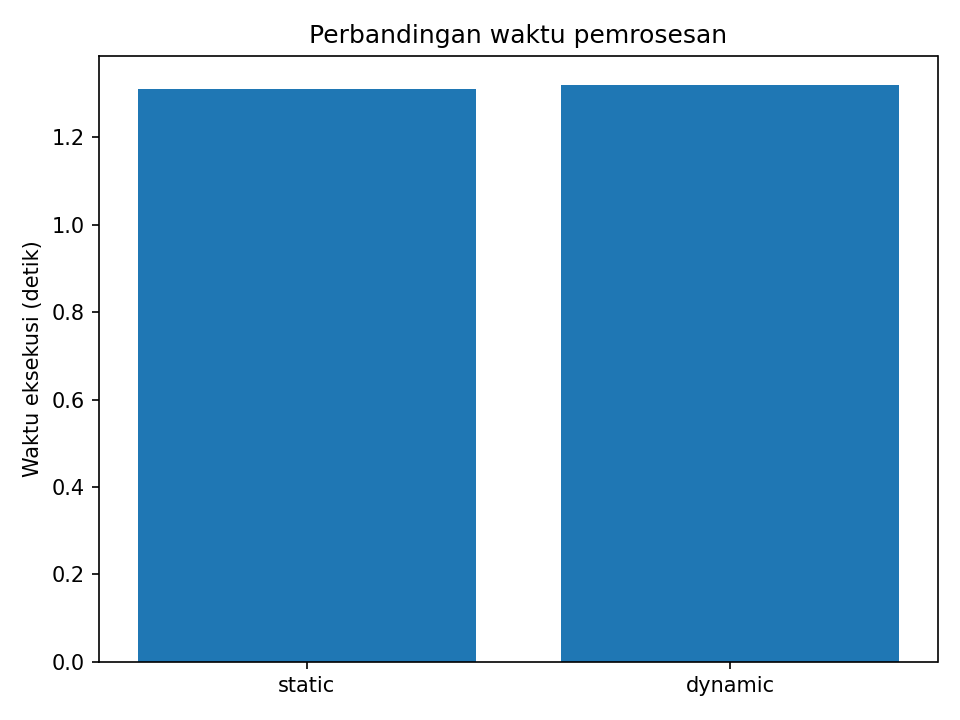 Perbandingan waktu pemrosesan
Waktu eksekusi (detik)
1.2
1.0
0.8
0.6
0.4
0.2
0.0
static
dynamic